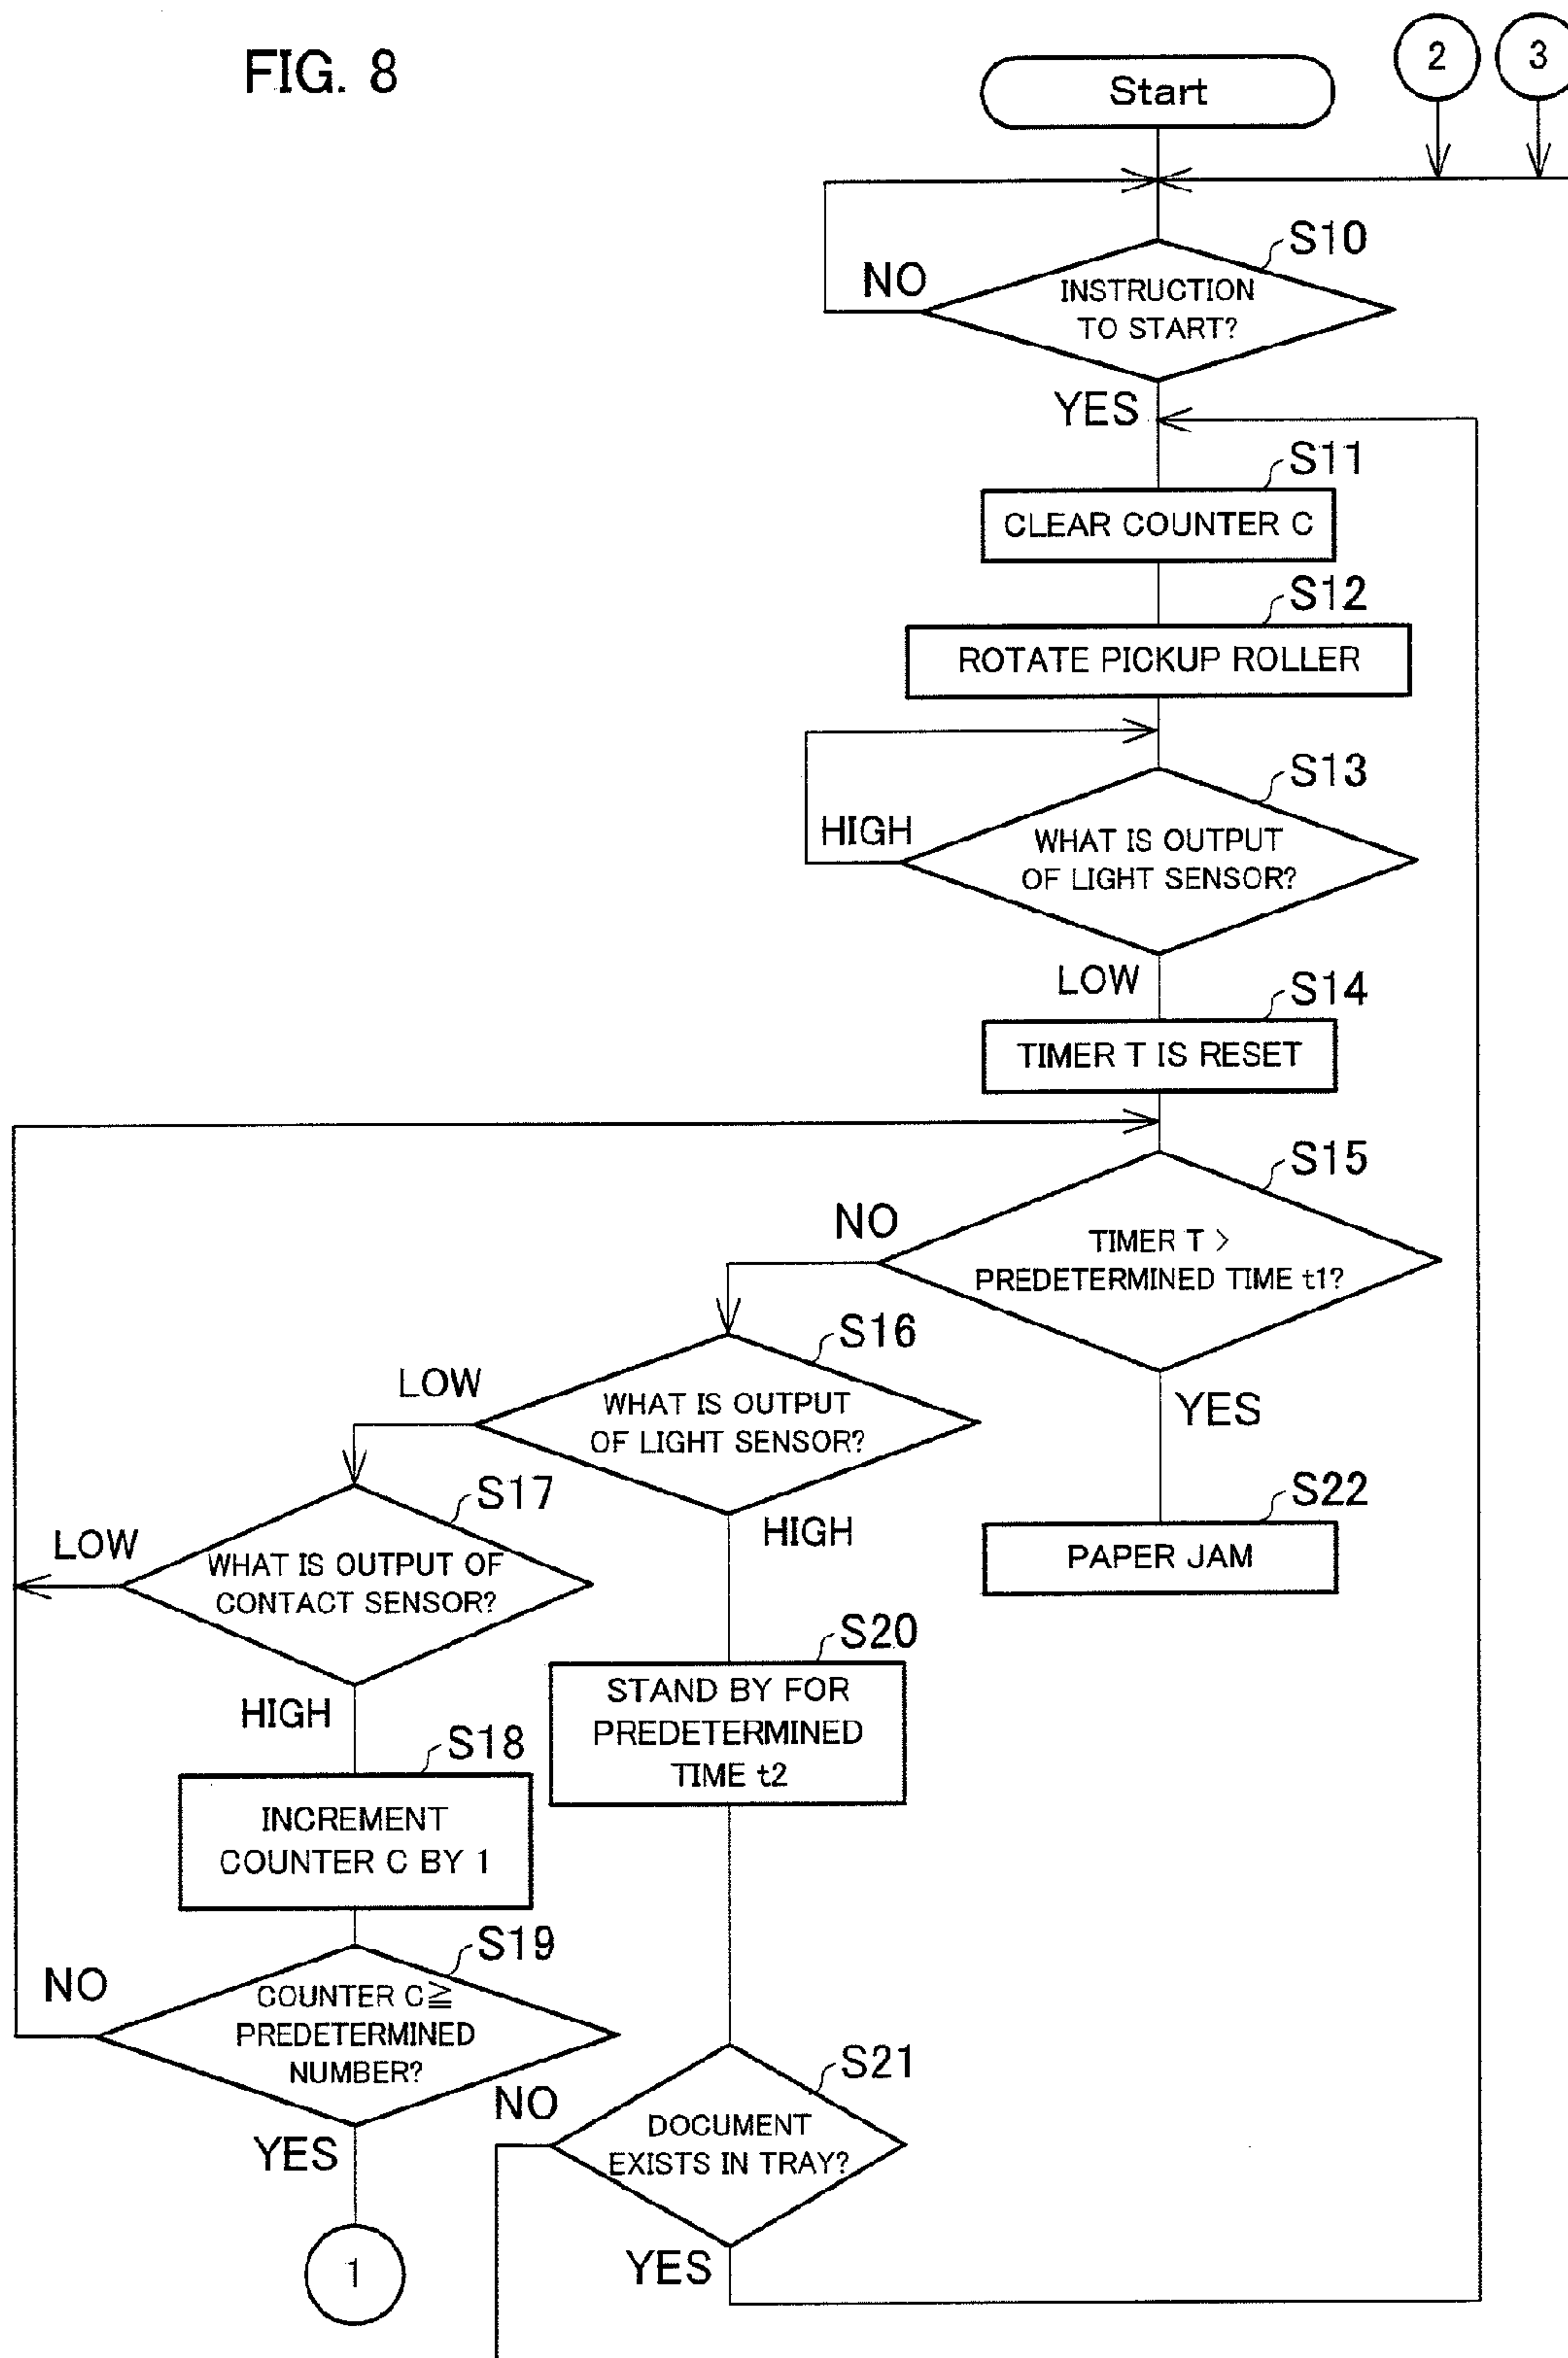 FIG. 8
Start
2
3
S10
NO
INSTRUCTION
TO START?
YES
S11
CLEAR COUNTER C
S12
ROTATE PICKUP ROLLER
S13
HIGH
WHAT IS OUTPUT
OF LIGHT SENSOR?
LOW
S14
TIMER T IS RESET
S15
NO
TIMER T >
PREDETERMINED TIME t1?
YES
S16
LOW
WHAT IS OUTPUT
OF LIGHT SENSOR?
HIGH
S22
PAPER JAM
S17
LOW
WHAT IS OUTPUT OF
CONTACT SENSOR?
HIGH
S20
STAND BY FOR
PREDETERMINED
TIME t2
S18
INCREMENT
COUNTER C BY 1
S19
NO
COUNTER C≧
PREDETERMINED
NUMBER?
YES
1
S21
NO
DOCUMENT
EXISTS IN TRAY?
YES